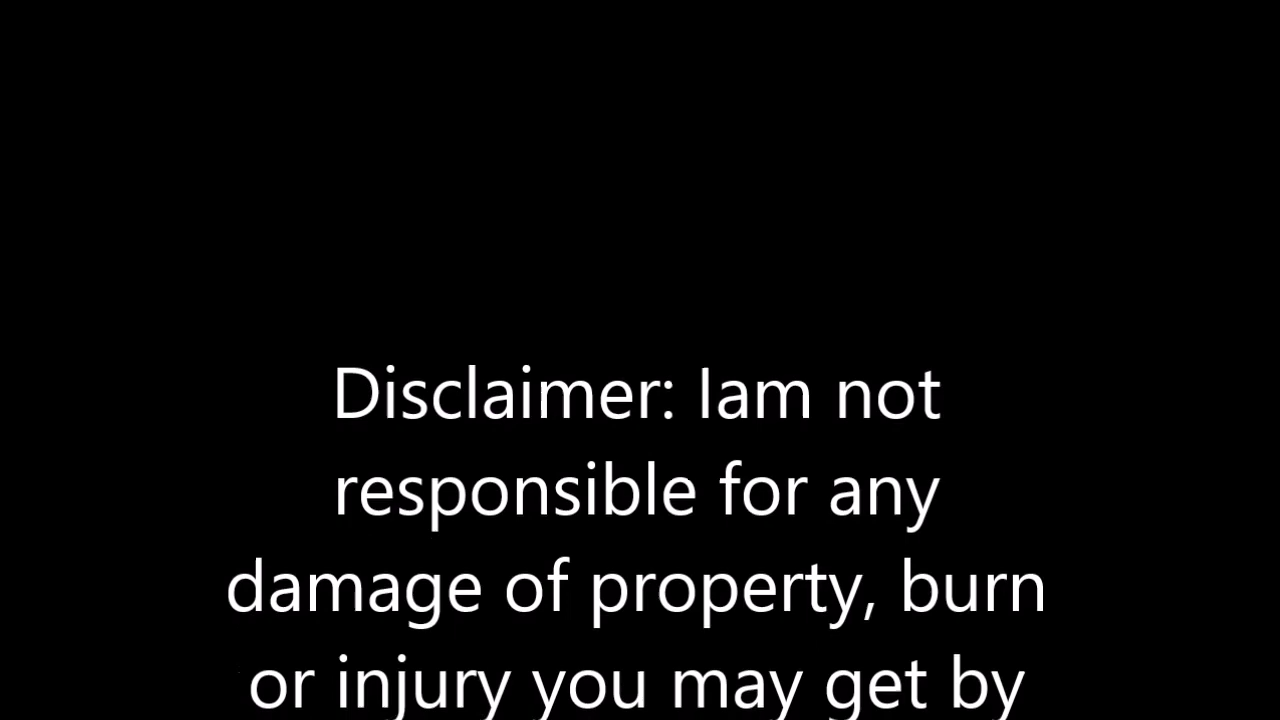 Disclaimer: Iam not
responsible for any
damage of property, burn
or injury you may get by